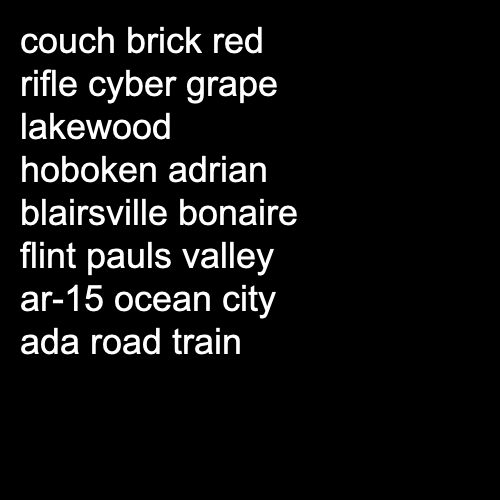 couch brick red
rifle cyber grape
lakewood
hoboken adrian
blairsville bonaire
flint pauls valley
ar-15 ocean city
ada road train